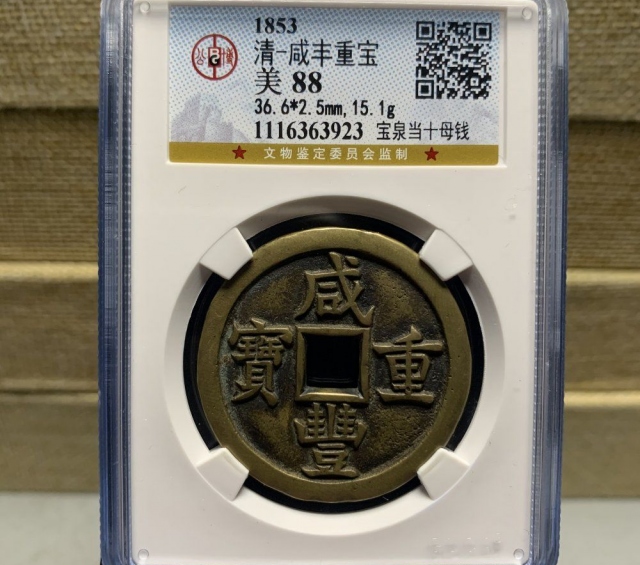 1853
清-咸丰重宝
美 88
36.6*2.5mm,15.1g
1116363923 宝泉当十母钱
★ 文物鉴定委员会监制 ★
咸
寶 重
豐